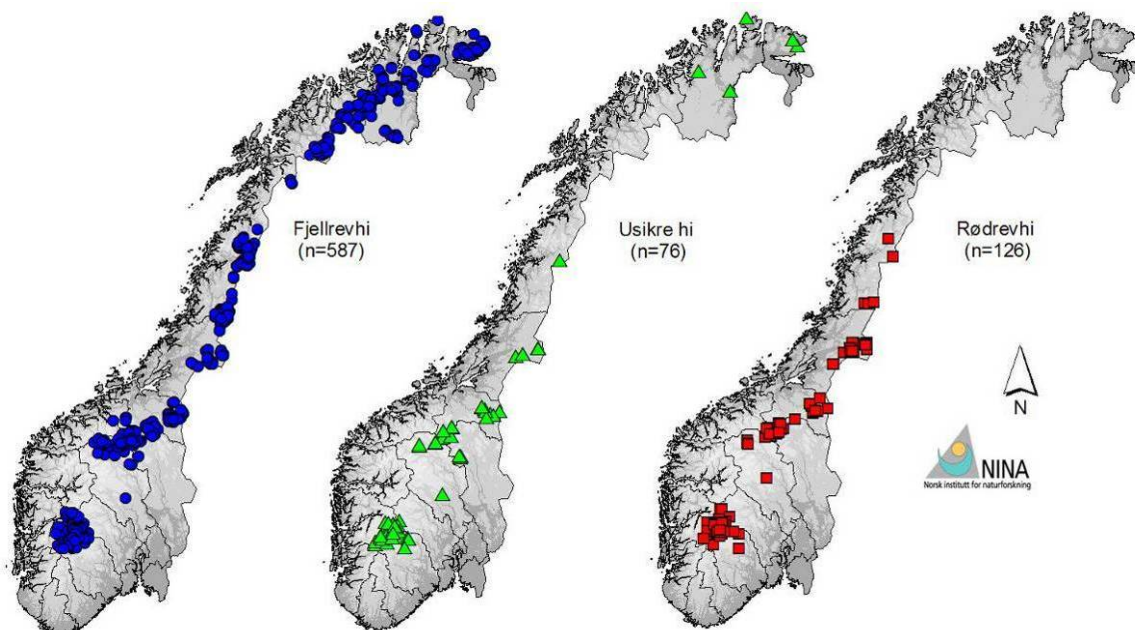 Fjellrevhi
(n=587)
Usikre hi
(n=76)
Rødrevhi
(n=126)
N
NINA
Norsk institutt for naturforskning